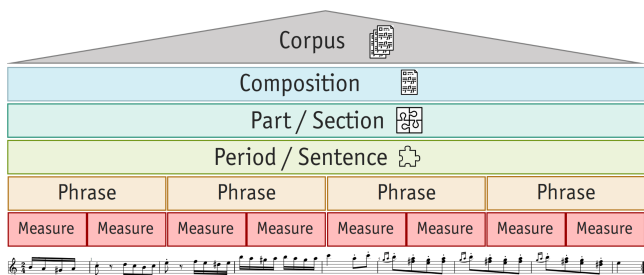 Corpus
Composition
Part / Section
Period / Sentence
Phrase Phrase Phrase Phrase
Measure Measure Measure Measure Measure Measure Measure Measure